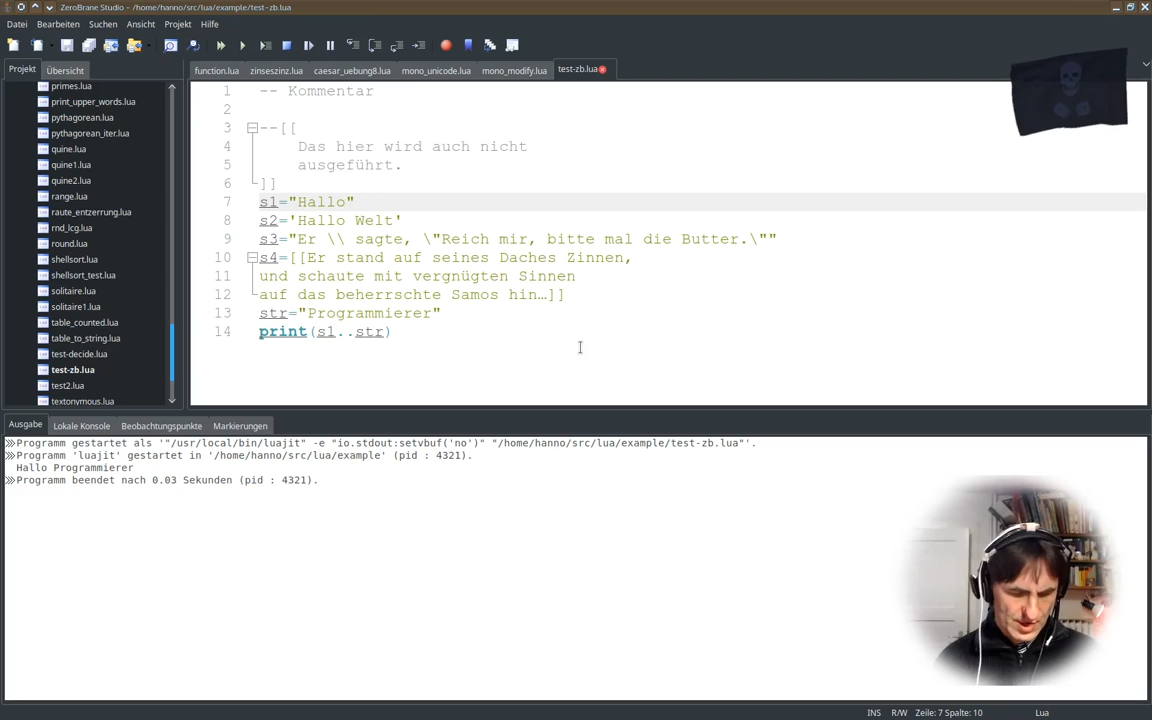 ZeroBrane Studio - /home/hanno/src/lua/example/test-zb.lua
Datei Bearbeiten Suchen Ansicht Projekt Hilfe
Projekt Übersicht
function.lua zinseszinz.lua caesar_uebung8.lua mono_unicode.lua mono_modify.lua test-zb.lua
primes.lua
print_upper_words.lua
pythagorean.lua
pythagorean_iter.lua
quine.lua
quine1.lua
quine2.lua
range.lua
raute_entzerrung.lua
rnd_lcg.lua
round.lua
shellsort.lua
shellsort_test.lua
solitaire.lua
solitaire1.lua
table_counted.lua
table_to_string.lua
test-decide.lua
test-zb.lua
test2.lua
textonymous.lua
1 -- Kommentar
2
3 --[[
4 Das hier wird auch nicht
5 ausgeführt.
6 ]]
7 s1="Hallo"
8 s2='Hallo Welt'
9 s3="Er \\ sagte, \"Reich mir, bitte mal die Butter.\""
10 s4=[[Er stand auf seines Daches Zinnen,
11 und schaute mit vergnügten Sinnen
12 auf das beherrschte Samos hin…]]
13 str="Programmierer"
14 print(s1..str)
Ausgabe Lokale Konsole Beobachtungspunkte Markierungen
Programm gestartet als '"/usr/local/bin/luajit" -e "io.stdout:setvbuf('no')" "/home/hanno/src/lua/example/test-zb.lua"'.
Programm 'luajit' gestartet in '/home/hanno/src/lua/example' (pid : 4321).
Hallo Programmierer
Programm beendet nach 0.03 Sekunden (pid : 4321).
INS R/W Zeile: 7 Spalte: 10 Lua